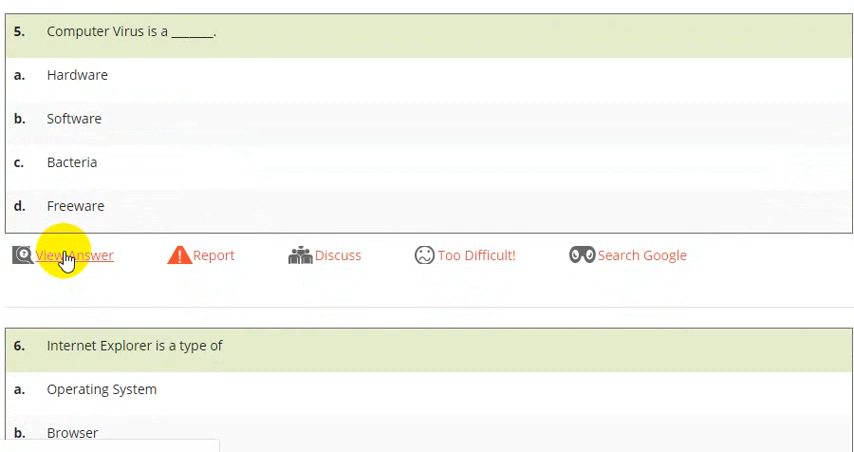 5. Computer Virus is a _______.
a. Hardware
b. Software
c. Bacteria
d. Freeware
View Answer Report Discuss Too Difficult! Search Google
6. Internet Explorer is a type of
a. Operating System
b. Browser